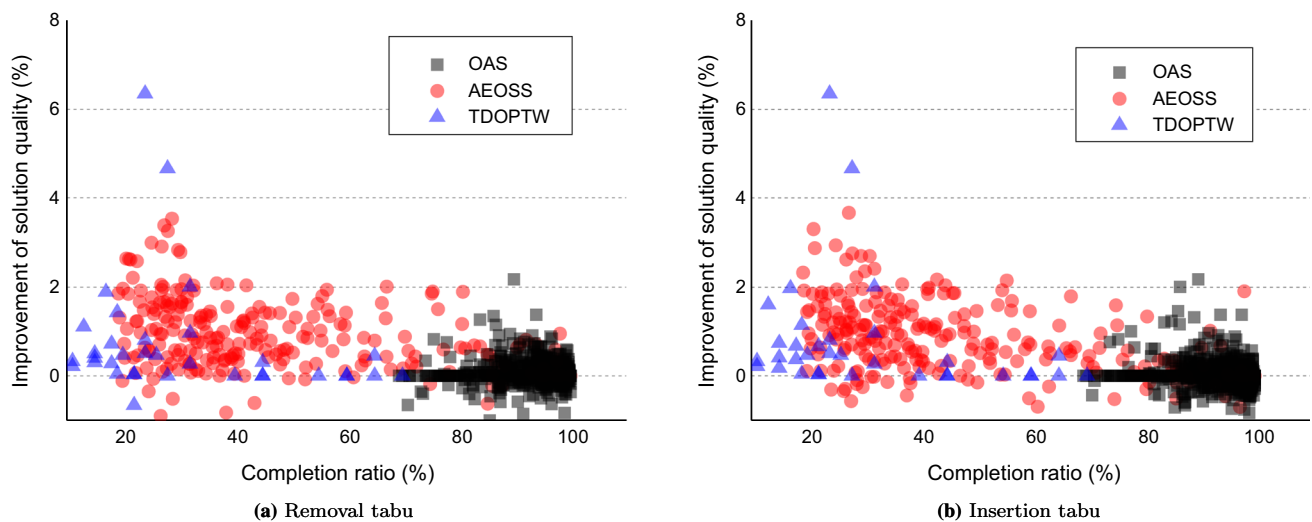 8
6
4
2
0
Improvement of solution quality (%)
OAS
AEOSS
TDOPTW
20
40
60
80
100
Completion ratio (%)
(a) Removal tabu
8
6
4
2
0
Improvement of solution quality (%)
OAS
AEOSS
TDOPTW
20
40
60
80
100
Completion ratio (%)
(b) Insertion tabu